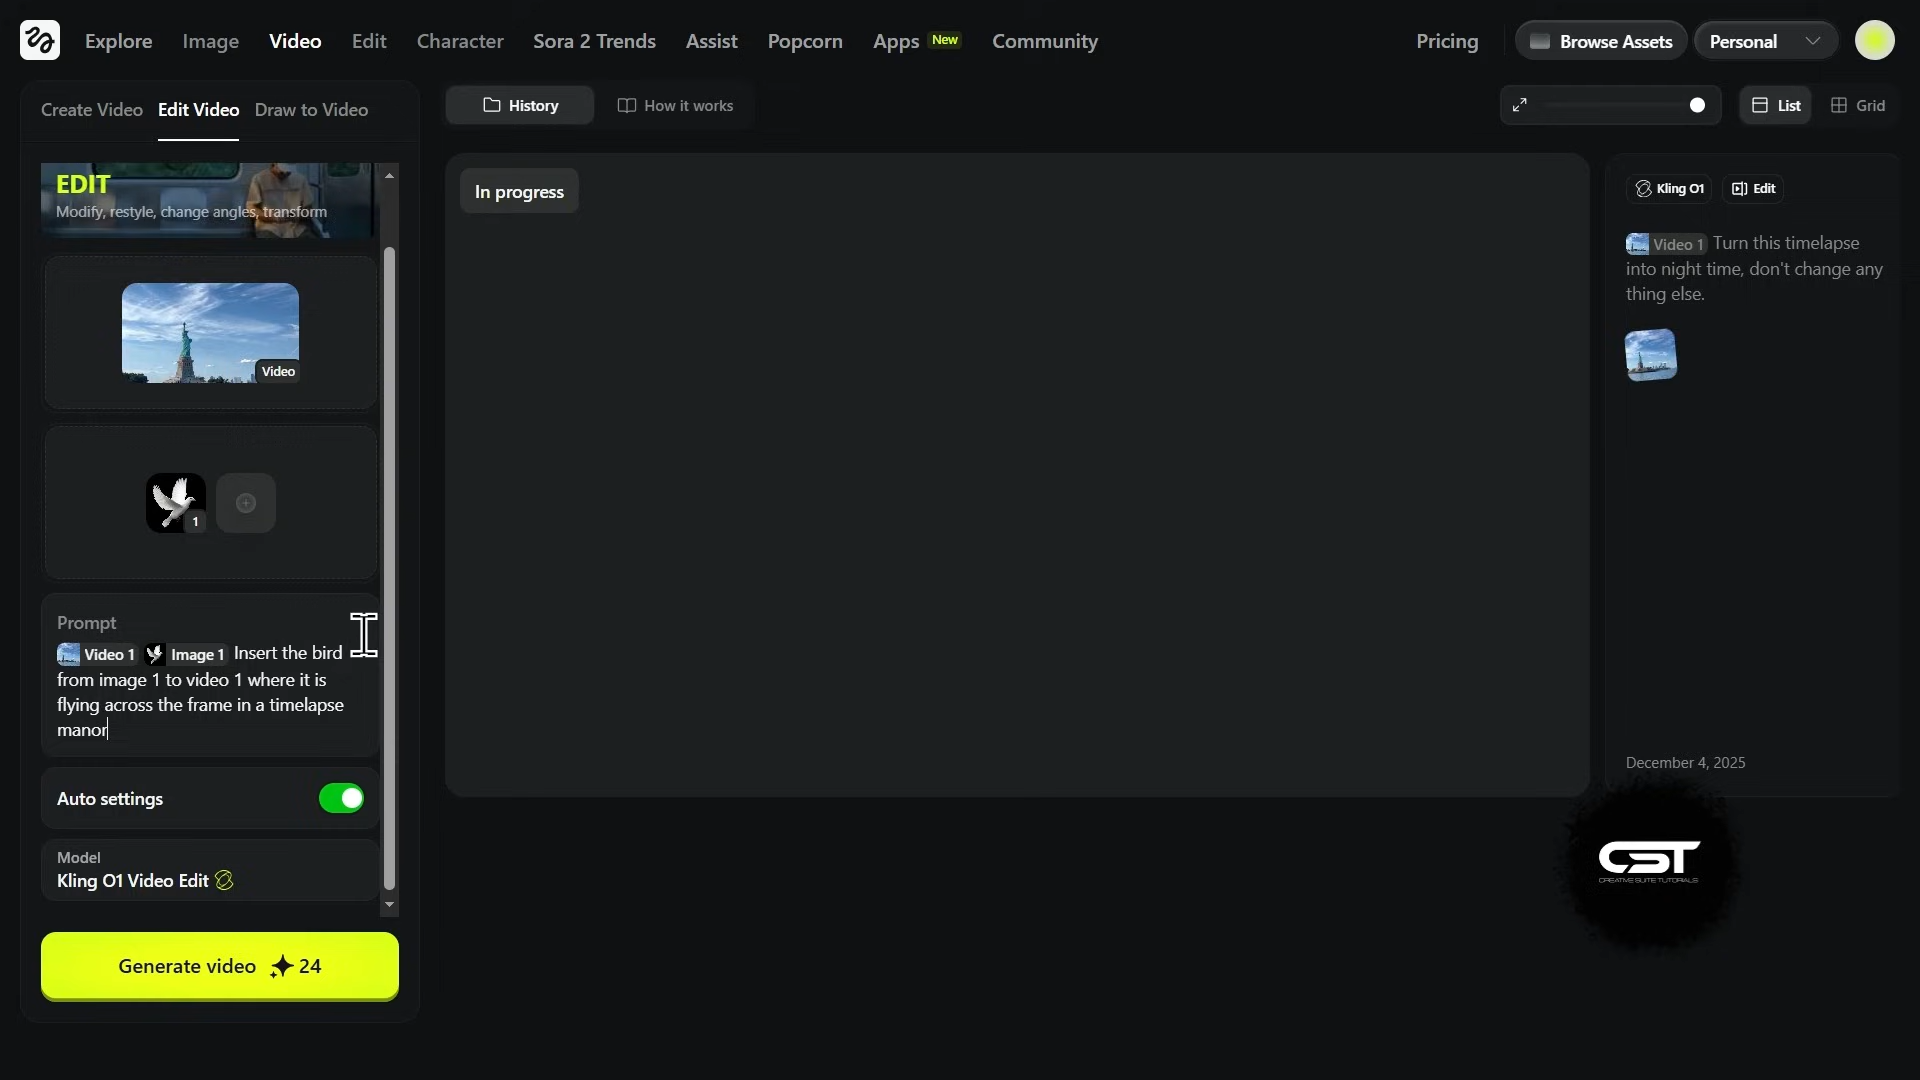 Explore Image Video Edit Character Sora 2 Trends Assist Popcorn Apps New Community Pricing Browse Assets Personal
Create Video Edit Video Draw to Video
History How it works
List Grid
EDIT
Modify, restyle, change angles, transform
Video
1
Prompt
Video 1 Image 1 Insert the bird
from image 1 to video 1 where it is
flying across the frame in a timelapse
manor
Auto settings
Model
Kling O1 Video Edit
Generate video 24
In progress
Kling O1 Edit
Video 1 Turn this timelapse
into night time, don't change any
thing else.
December 4, 2025
CST
CREATIVE SUITE TUTORIALS